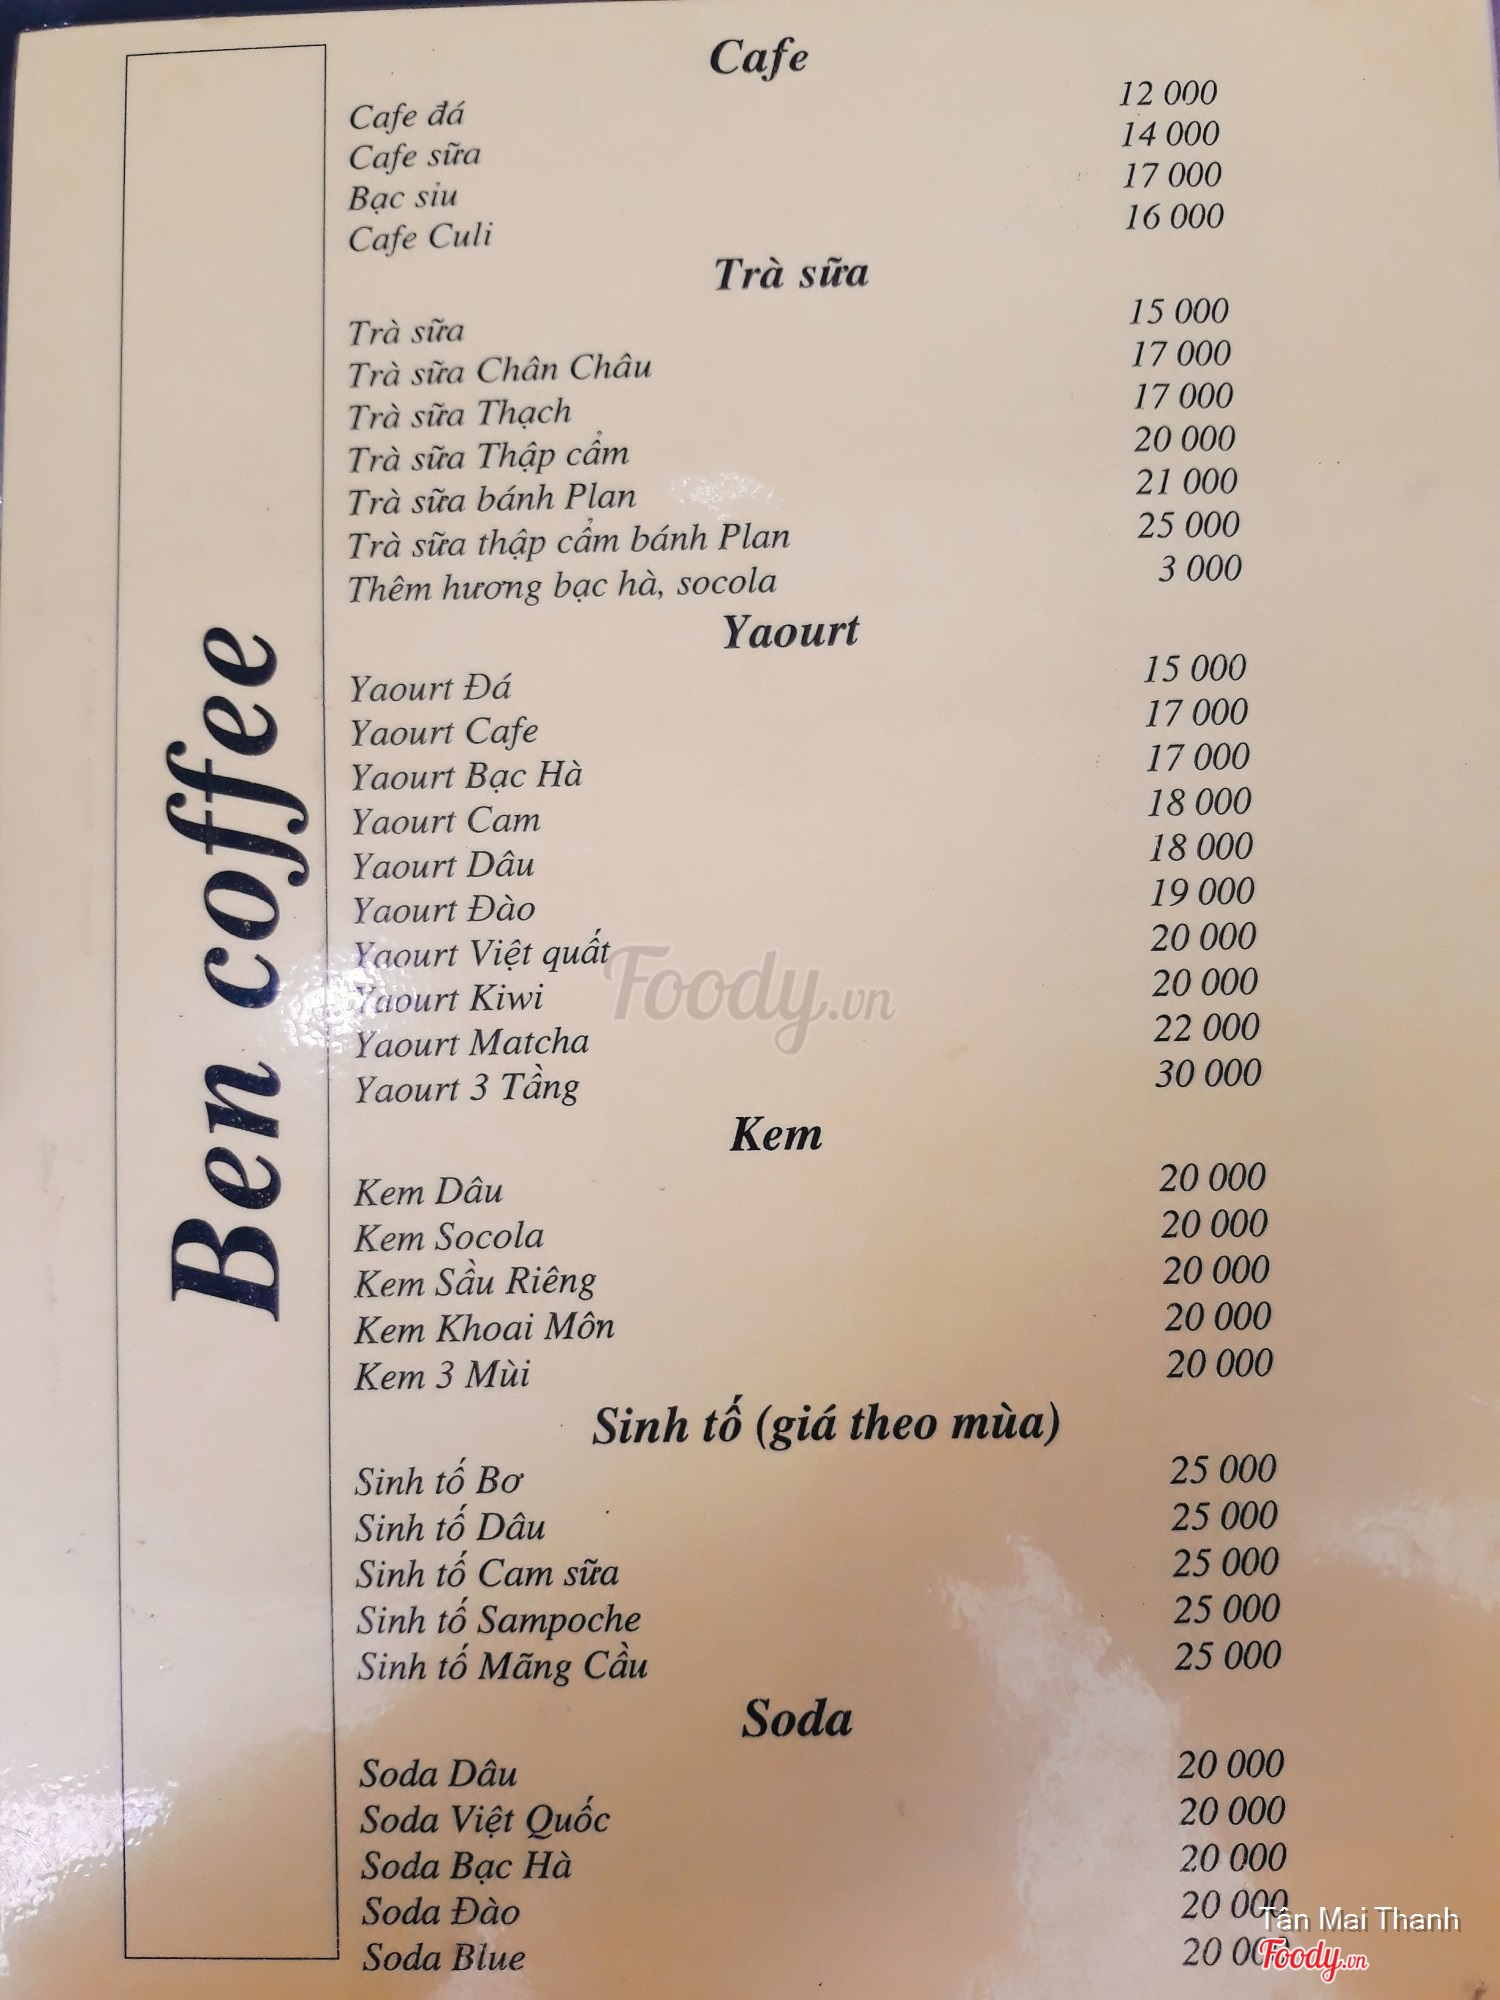 Ben coffee
Cafe
Cafe đá 12 000
Cafe sữa 14 000
Bạc sỉu 17 000
Cafe Culi 16 000
Trà sữa
Trà sữa 15 000
Trà sữa Chân Châu 17 000
Trà sữa Thạch 17 000
Trà sữa Thập cẩm 20 000
Trà sữa bánh Plan 21 000
Trà sữa thập cẩm bánh Plan 25 000
Thêm hương bạc hà, socola 3 000
Yaourt
Yaourt Đá 15 000
Yaourt Cafe 17 000
Yaourt Bạc Hà 17 000
Yaourt Cam 18 000
Yaourt Dâu 18 000
Yaourt Đào 19 000
Yaourt Việt quất 20 000
Yaourt Kiwi 20 000
Yaourt Matcha 22 000
Yaourt 3 Tầng 30 000
Foody.vn
Kem
Kem Dâu 20 000
Kem Socola 20 000
Kem Sầu Riêng 20 000
Kem Khoai Môn 20 000
Kem 3 Mùi 20 000
Sinh tố (giá theo mùa)
Sinh tố Bơ 25 000
Sinh tố Dâu 25 000
Sinh tố Cam sữa 25 000
Sinh tố Sampoche 25 000
Sinh tố Mãng Cầu 25 000
Soda
Soda Dâu 20 000
Soda Việt Quốc 20 000
Soda Bạc Hà 20 000
Soda Đào 20 000
Soda Blue 20 000
Tân Mai Thanh
Foody.vn